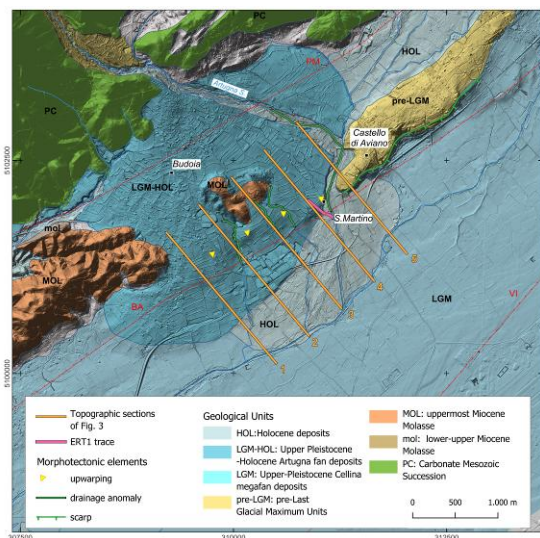 PC
HOL
PM
Artugna S.
PC
pre-LGM
Castello
di Aviano
5102500
Budoia
LGM-HOL
MOL
S.Martino
mol
MOL
5
LGM
VI
4
BA
3
HOL
2
5100000
1
Topographic sections
of Fig. 3
ERT1 trace
Morphotectonic elements
upwarping
drainage anomaly
scarp
Geological Units
HOL:Holocene deposits
LGM-HOL: Upper Pleistocene
-Holocene Artugna fan deposits
LGM: Upper-Pleistocene Cellina
megafan deposits
pre-LGM: pre-Last
Glacial Maximum Units
MOL: uppermost Miocene
Molasse
mol: lower-upper Miocene
Molasse
PC: Carbonate Mesozoic
Succession
0 500 1.000 m
307500 310000 312500